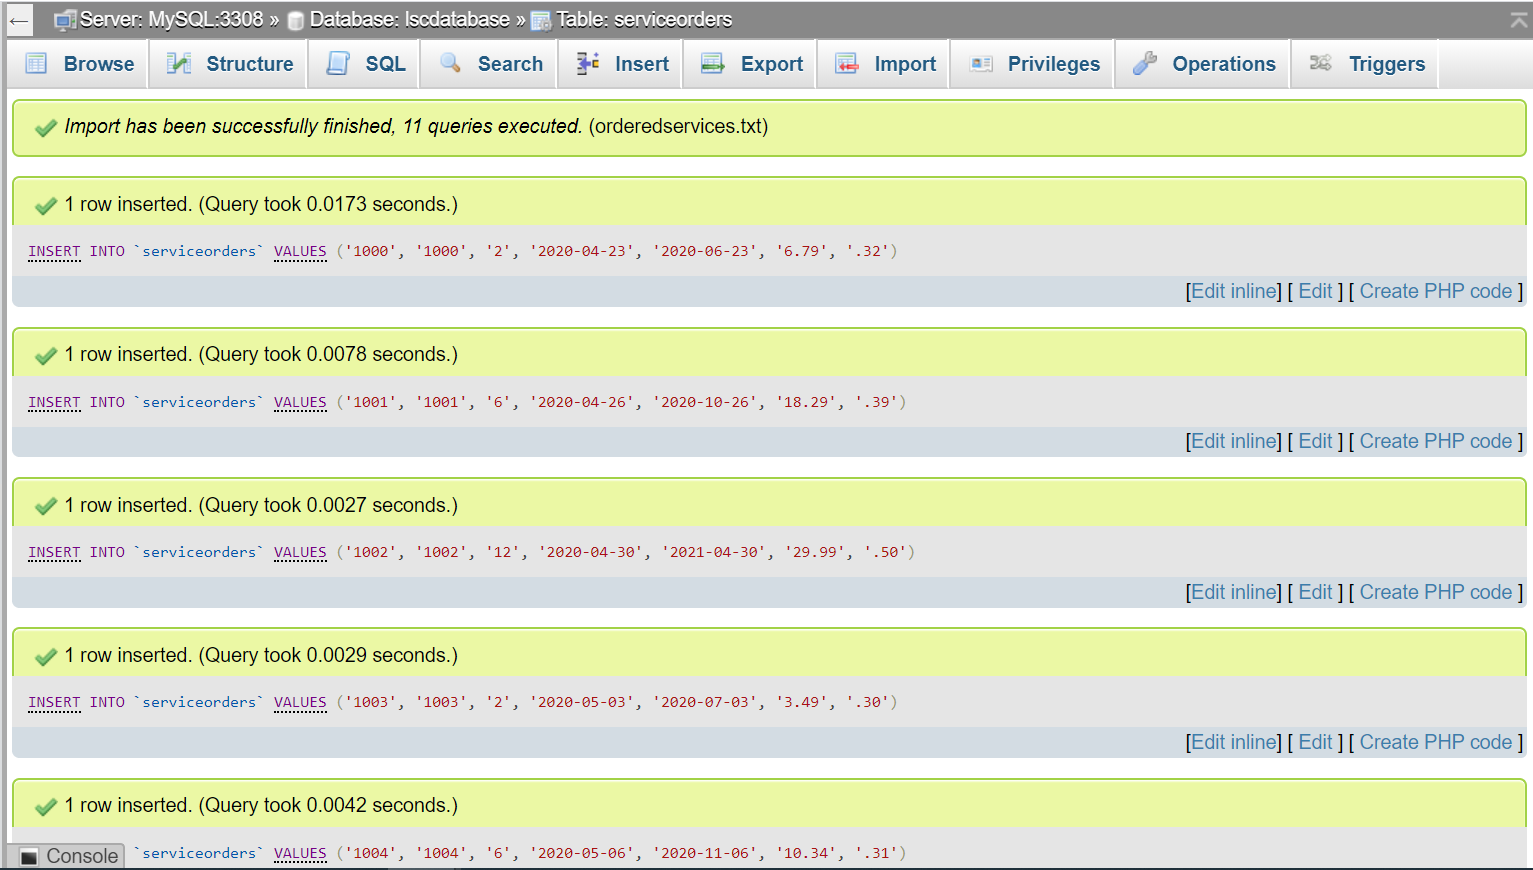 ← Server: MySQL:3308 » Database: lscdatabase » Table: serviceorders
Browse Structure SQL Search Insert Export Import Privileges Operations Triggers
Import has been successfully finished, 11 queries executed. (orderedservices.txt)
1 row inserted. (Query took 0.0173 seconds.)
INSERT INTO `serviceorders` VALUES ('1000', '1000', '2', '2020-04-23', '2020-06-23', '6.79', '.32')
[Edit inline] [ Edit ] [ Create PHP code ]
1 row inserted. (Query took 0.0078 seconds.)
INSERT INTO `serviceorders` VALUES ('1001', '1001', '6', '2020-04-26', '2020-10-26', '18.29', '.39')
[Edit inline] [ Edit ] [ Create PHP code ]
1 row inserted. (Query took 0.0027 seconds.)
INSERT INTO `serviceorders` VALUES ('1002', '1002', '12', '2020-04-30', '2021-04-30', '29.99', '.50')
[Edit inline] [ Edit ] [ Create PHP code ]
1 row inserted. (Query took 0.0029 seconds.)
INSERT INTO `serviceorders` VALUES ('1003', '1003', '2', '2020-05-03', '2020-07-03', '3.49', '.30')
[Edit inline] [ Edit ] [ Create PHP code ]
1 row inserted. (Query took 0.0042 seconds.)
Console `serviceorders` VALUES ('1004', '1004', '6', '2020-05-06', '2020-11-06', '10.34', '.31')